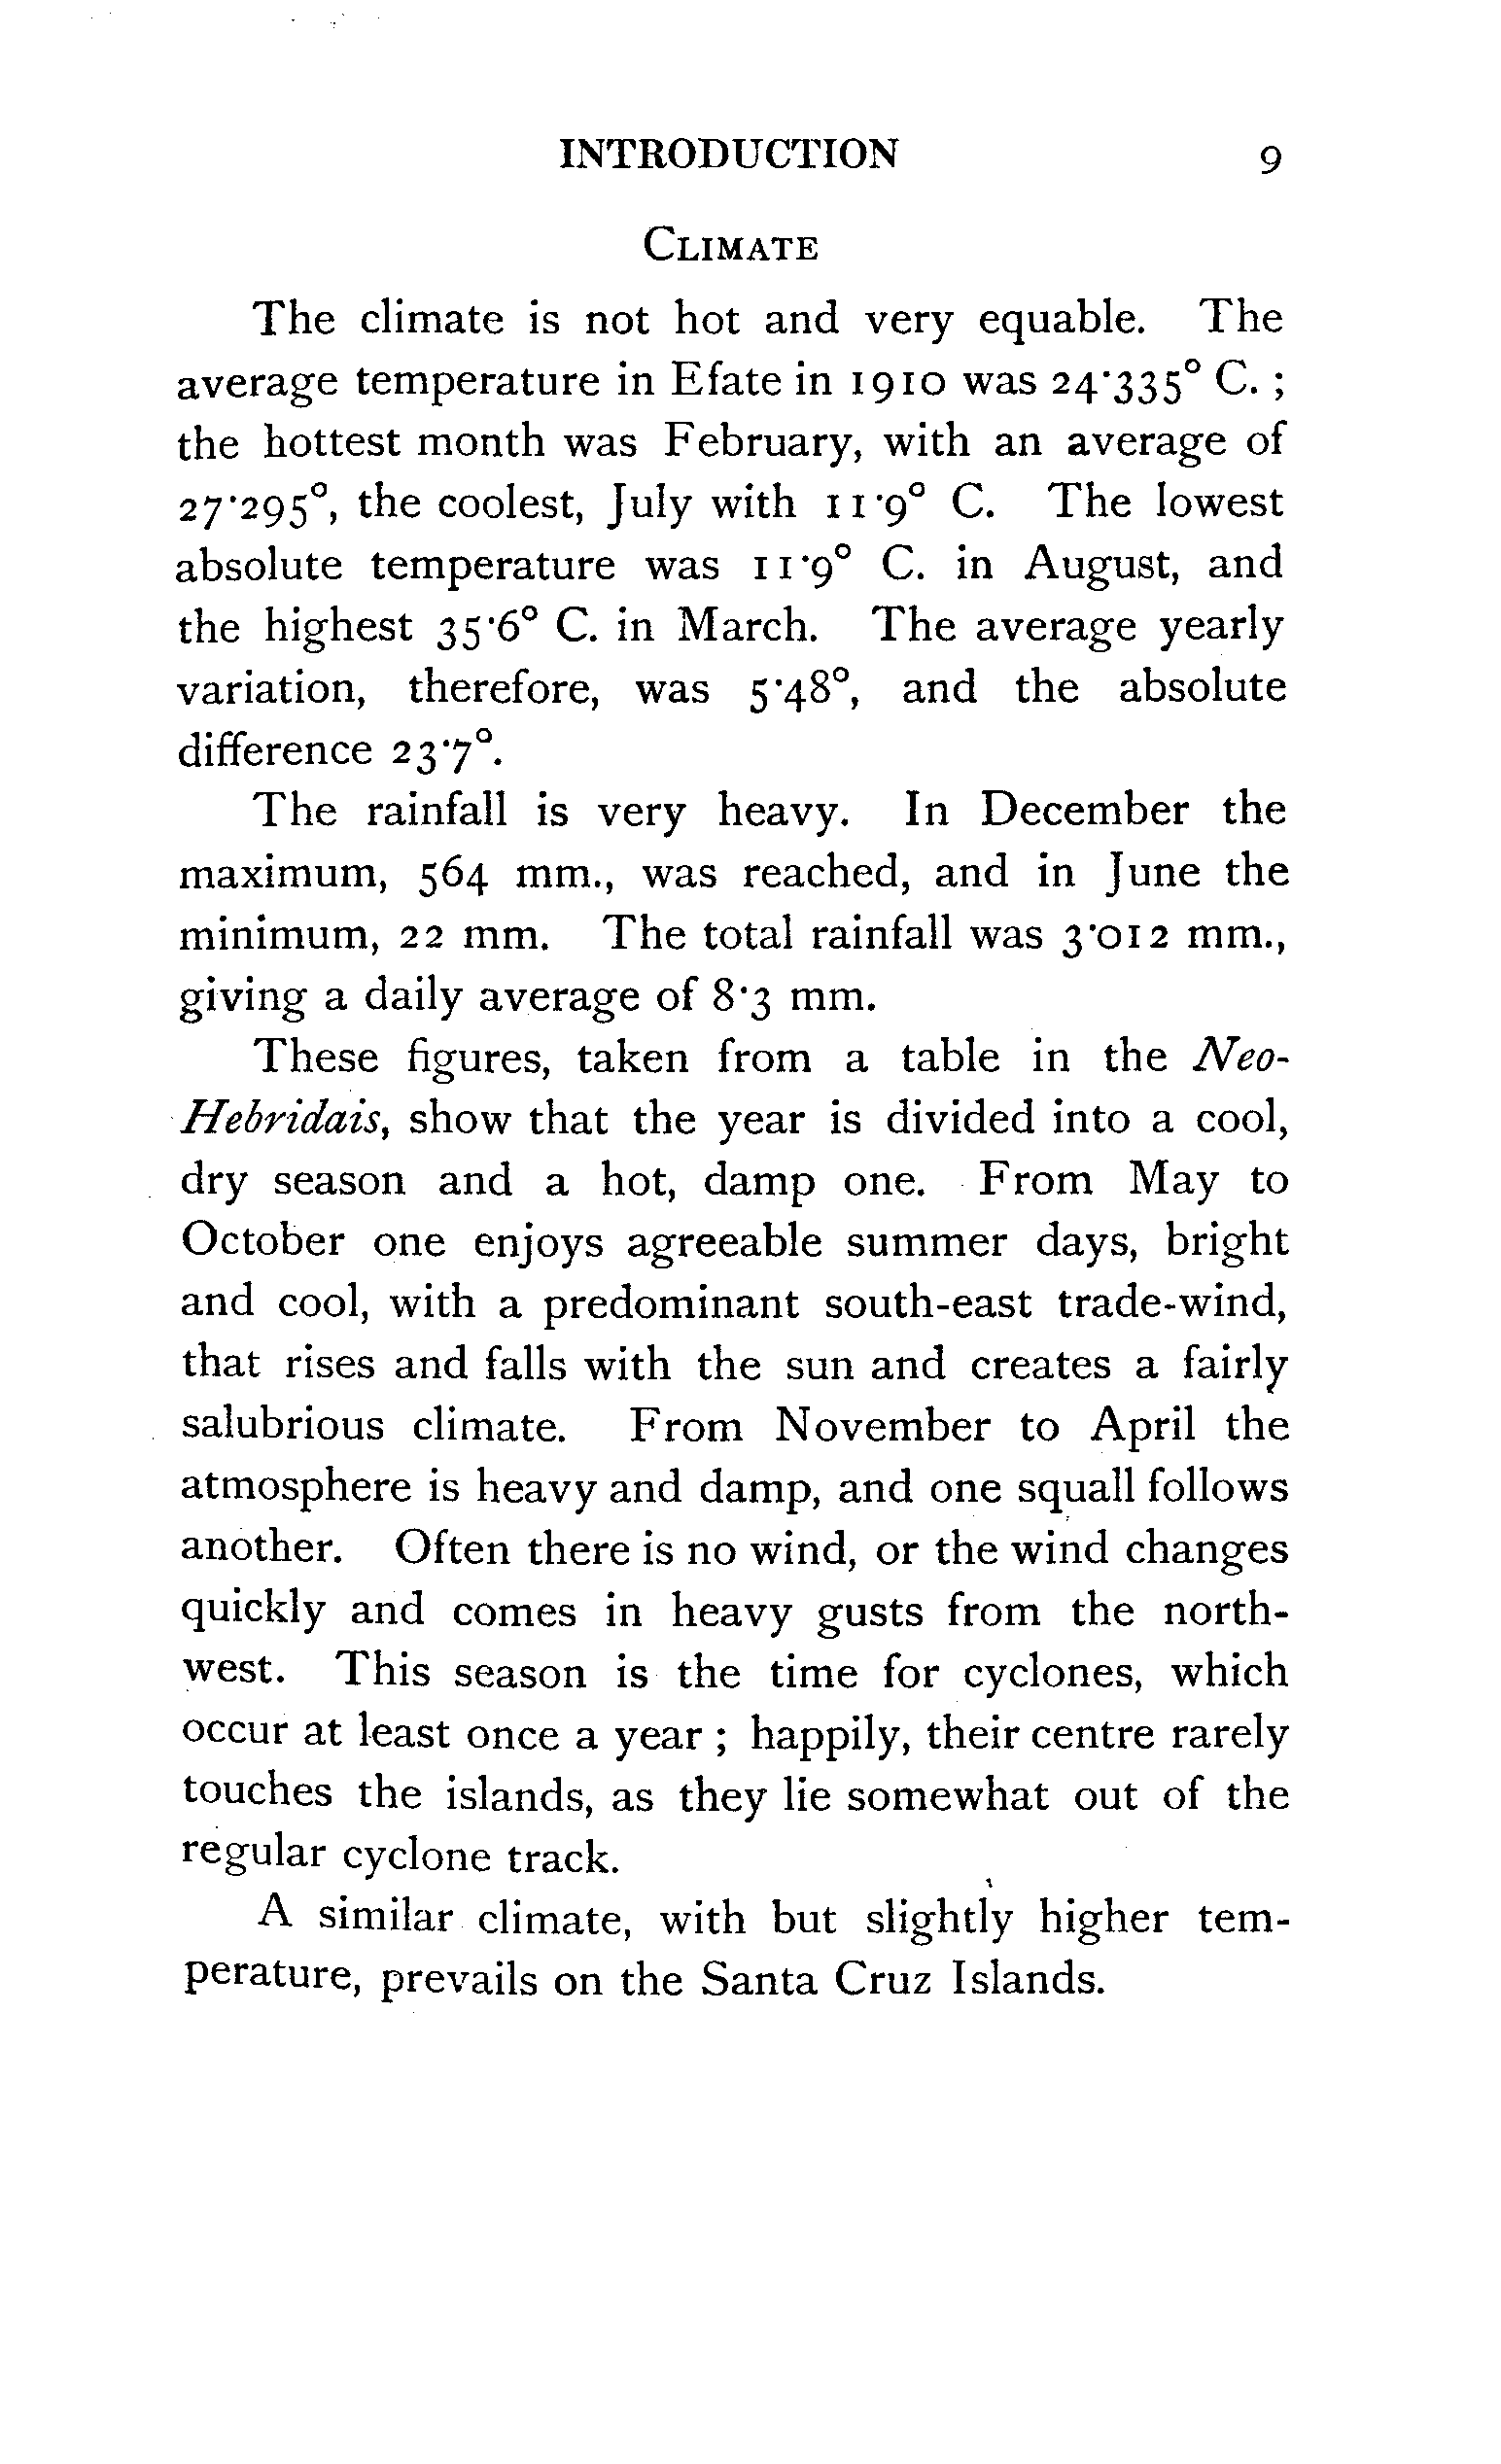 INTRODUCTION 9
CLIMATE
The climate is not hot and very equable. The
average temperature in Efate in 1910 was 24·335° C. ;
the hottest month was February, with an average of
27·295°, the coolest, July with 11·9° C. The lowest
absolute temperature was 11·9° C. in August, and
the highest 35·6° C. in March. The average yearly
variation, therefore, was 5·48°, and the absolute
difference 23·7°.
The rainfall is very heavy. In December the
maximum, 564 mm., was reached, and in June the
minimum, 22 mm. The total rainfall was 3·012 mm.,
giving a daily average of 8·3 mm.
These figures, taken from a table in the Neo-
Hebridais, show that the year is divided into a cool,
dry season and a hot, damp one. From May to
October one enjoys agreeable summer days, bright
and cool, with a predominant south-east trade-wind,
that rises and falls with the sun and creates a fairly
salubrious climate. From November to April the
atmosphere is heavy and damp, and one squall follows
another. Often there is no wind, or the wind changes
quickly and comes in heavy gusts from the north-
west. This season is the time for cyclones, which
occur at least once a year ; happily, their centre rarely
touches the islands, as they lie somewhat out of the
regular cyclone track.
A similar climate, with but slightly higher tem-
perature, prevails on the Santa Cruz Islands.